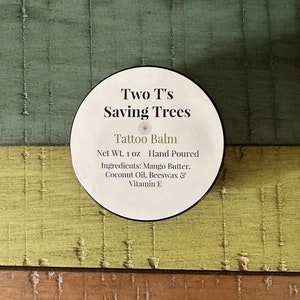 Two T's
Saving Trees
Tattoo Balm
Net Wt. 1 oz Hand Poured
Ingredients: Mango Butter,
Coconut Oil, Beeswax &
Vitamin E